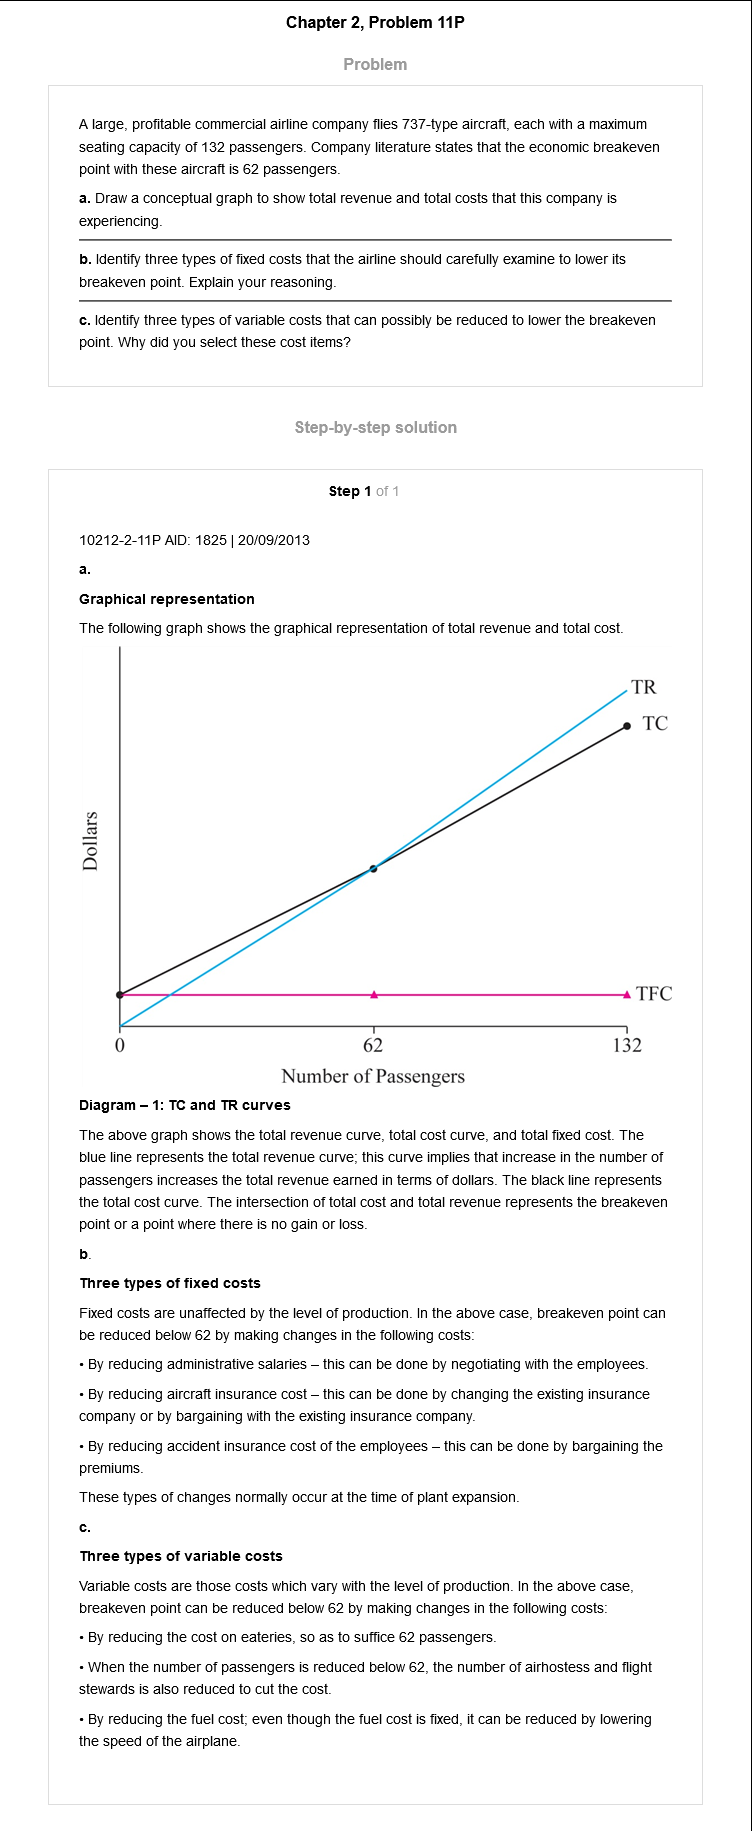 Chapter 2, Problem 11P
Problem
A large, profitable commercial airline company flies 737-type aircraft, each with a maximum
seating capacity of 132 passengers. Company literature states that the economic breakeven
point with these aircraft is 62 passengers.
a. Draw a conceptual graph to show total revenue and total costs that this company is
experiencing.
b. Identify three types of fixed costs that the airline should carefully examine to lower its
breakeven point. Explain your reasoning.
c. Identify three types of variable costs that can possibly be reduced to lower the breakeven
point. Why did you select these cost items?
Step-by-step solution
Step 1 of 1
10212-2-11P AID: 1825 | 20/09/2013
a.
Graphical representation
The following graph shows the graphical representation of total revenue and total cost.
TR
TC
Dollars
TFC
0 62 132
Number of Passengers
Diagram – 1: TC and TR curves
The above graph shows the total revenue curve, total cost curve, and total fixed cost. The
blue line represents the total revenue curve; this curve implies that increase in the number of
passengers increases the total revenue earned in terms of dollars. The black line represents
the total cost curve. The intersection of total cost and total revenue represents the breakeven
point or a point where there is no gain or loss.
b.
Three types of fixed costs
Fixed costs are unaffected by the level of production. In the above case, breakeven point can
be reduced below 62 by making changes in the following costs:
• By reducing administrative salaries – this can be done by negotiating with the employees.
• By reducing aircraft insurance cost – this can be done by changing the existing insurance
company or by bargaining with the existing insurance company.
• By reducing accident insurance cost of the employees – this can be done by bargaining the
premiums.
These types of changes normally occur at the time of plant expansion.
c.
Three types of variable costs
Variable costs are those costs which vary with the level of production. In the above case,
breakeven point can be reduced below 62 by making changes in the following costs:
• By reducing the cost on eateries, so as to suffice 62 passengers.
• When the number of passengers is reduced below 62, the number of airhostess and flight
stewards is also reduced to cut the cost.
• By reducing the fuel cost; even though the fuel cost is fixed, it can be reduced by lowering
the speed of the airplane.